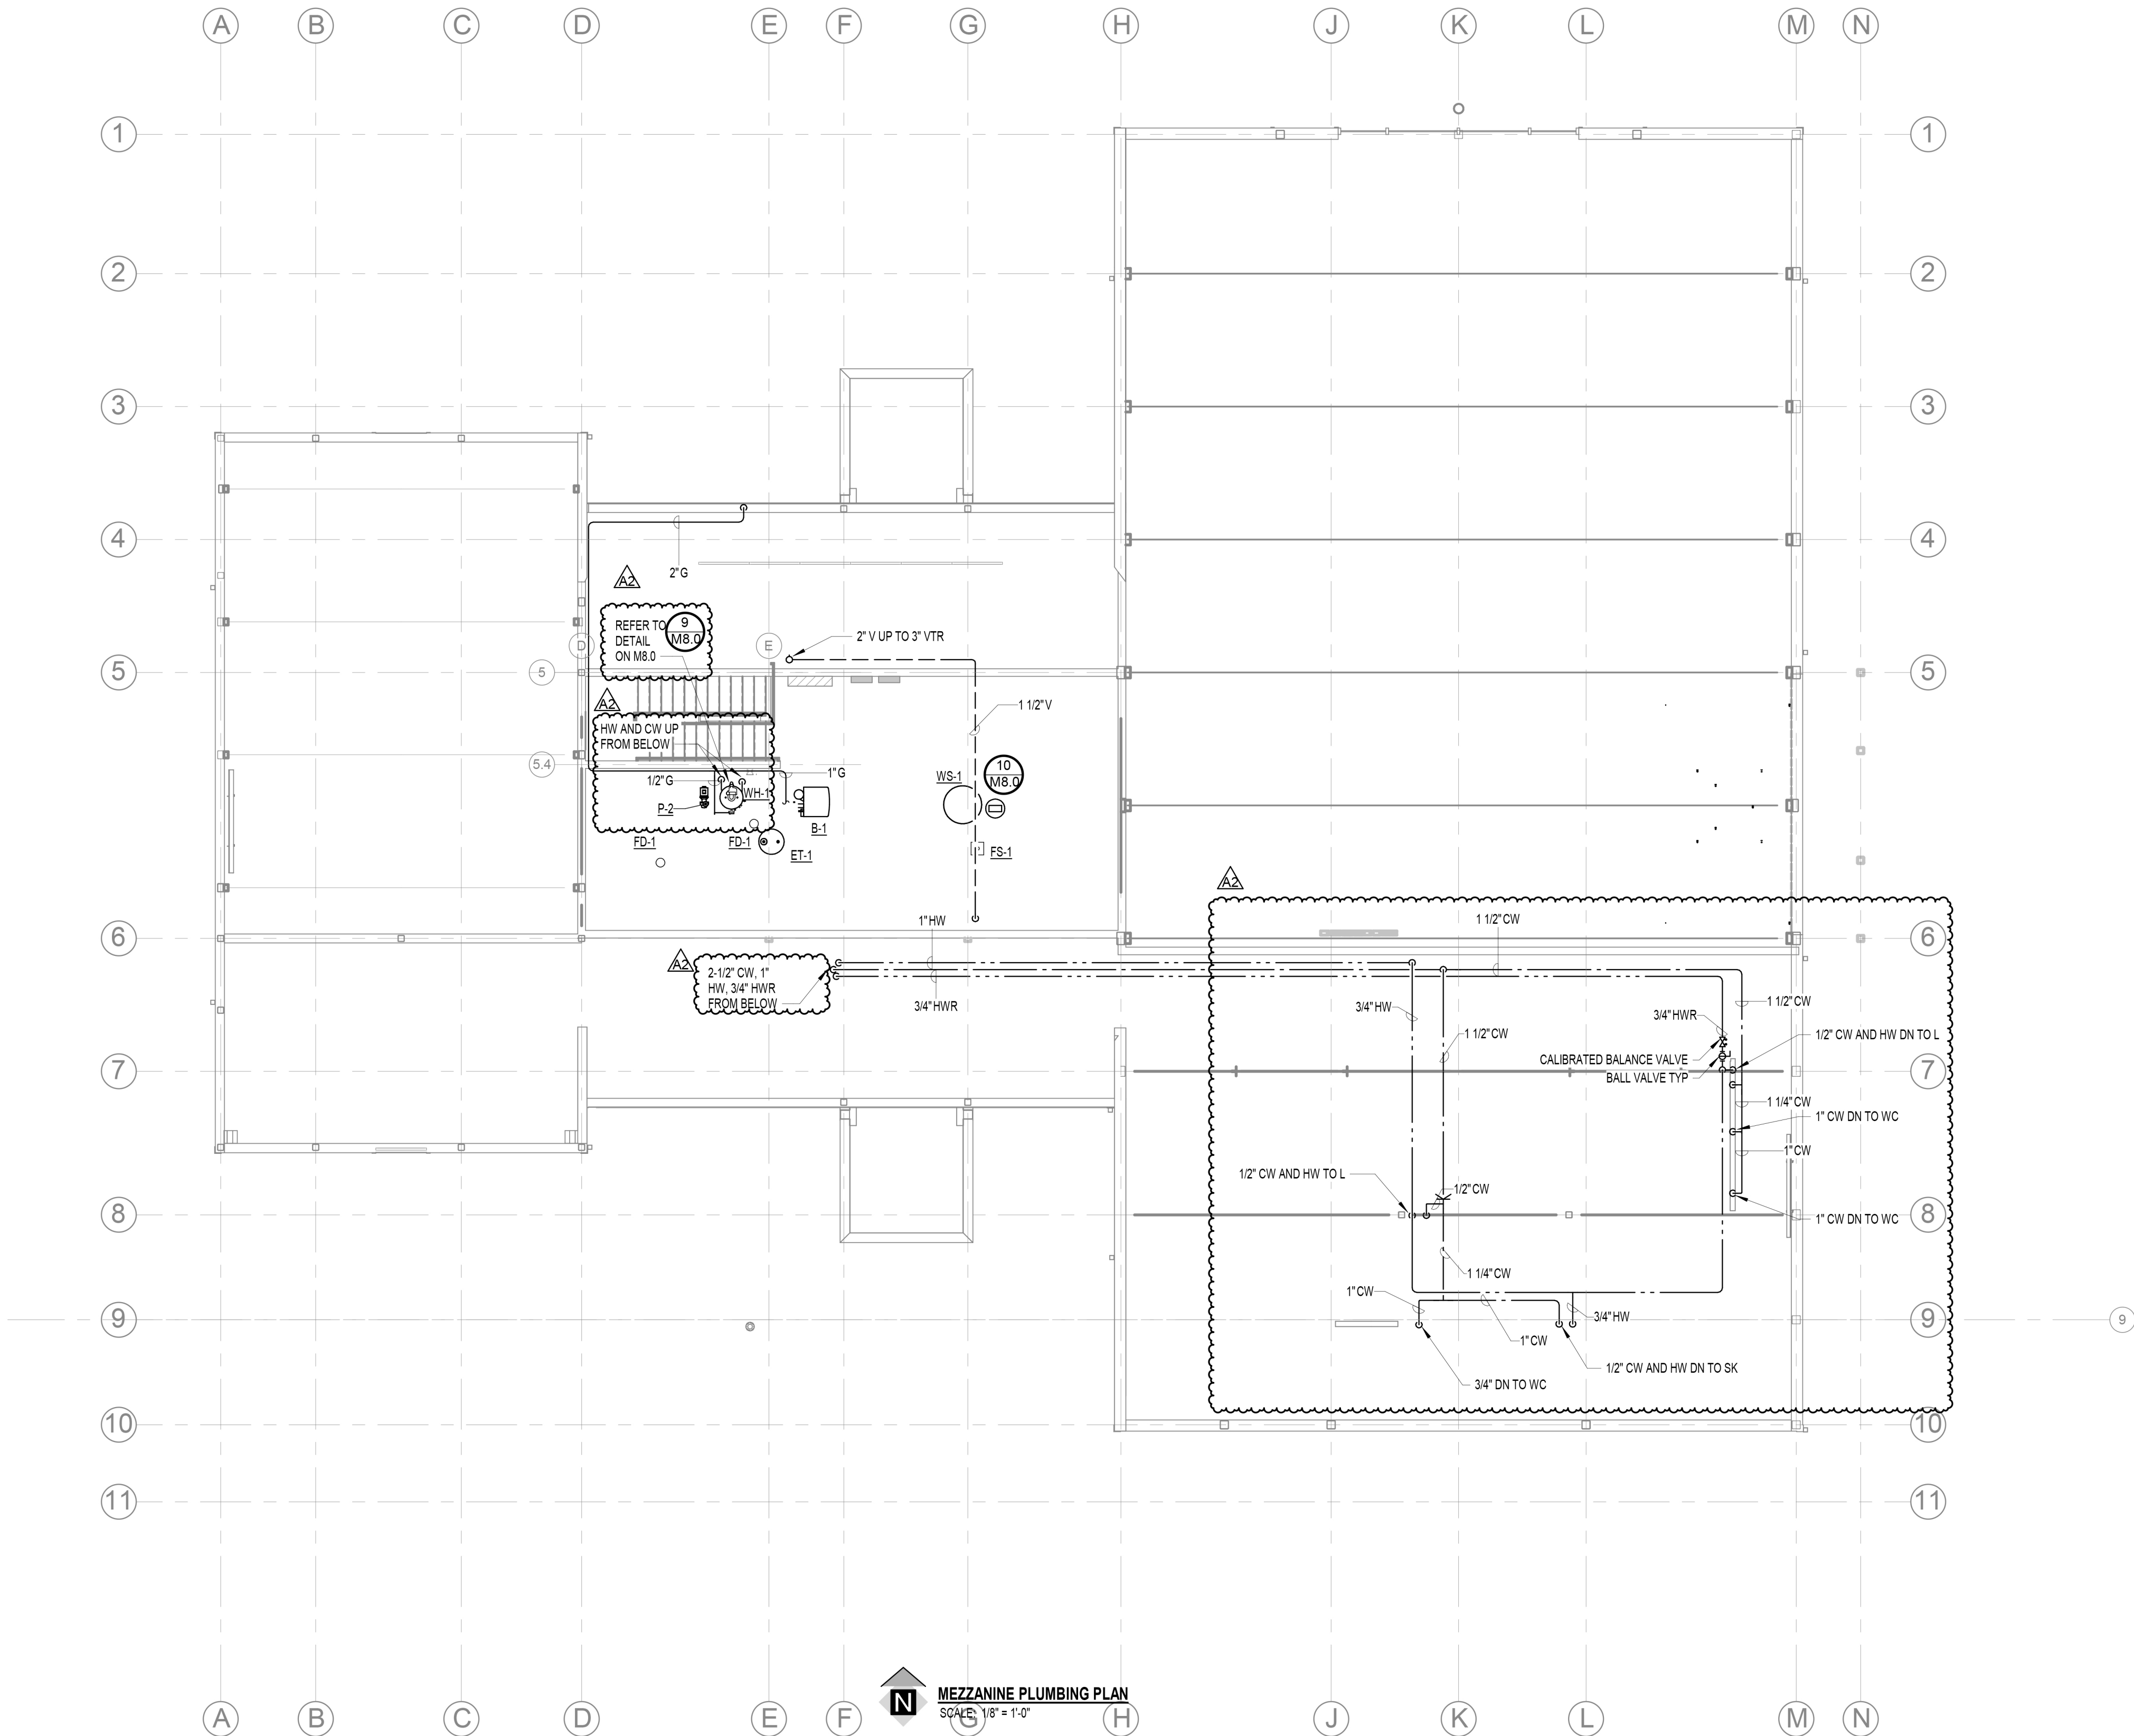 A B C D E F G H J K L M N
1 1
2 2
3 3
4 4
2" G
A2
REFER TO
DETAIL
ON M8.0
9
M8.0
D E
2" V UP TO 3" VTR
5 5 5
A2
1 1/2" V
HW AND CW UP
FROM BELOW
5.4
1/2" G
1" G
WS-1
10
M8.0
P-2
WH-1
B-1
FD-1
FD-1
ET-1
FS-1
A2
1" HW
1 1/2" CW
6 6
A2
2-1/2" CW, 1"
HW, 3/4" HWR
FROM BELOW
3/4" HWR
3/4" HW
1 1/2" CW
3/4" HWR
1 1/2" CW
1/2" CW AND HW DN TO L
CALIBRATED BALANCE VALVE
BALL VALVE TYP
7 7
1 1/4" CW
1" CW DN TO WC
1" CW
1/2" CW AND HW TO L
1/2" CW
8 8
1" CW DN TO WC
1 1/4" CW
1" CW
3/4" HW
9 9 9
1" CW
1/2" CW AND HW DN TO SK
3/4" DN TO WC
10 10
11 11
N
MEZZANINE PLUMBING PLAN
SCALE: 1/8" = 1'-0"
A B C D E F G H J K L M N